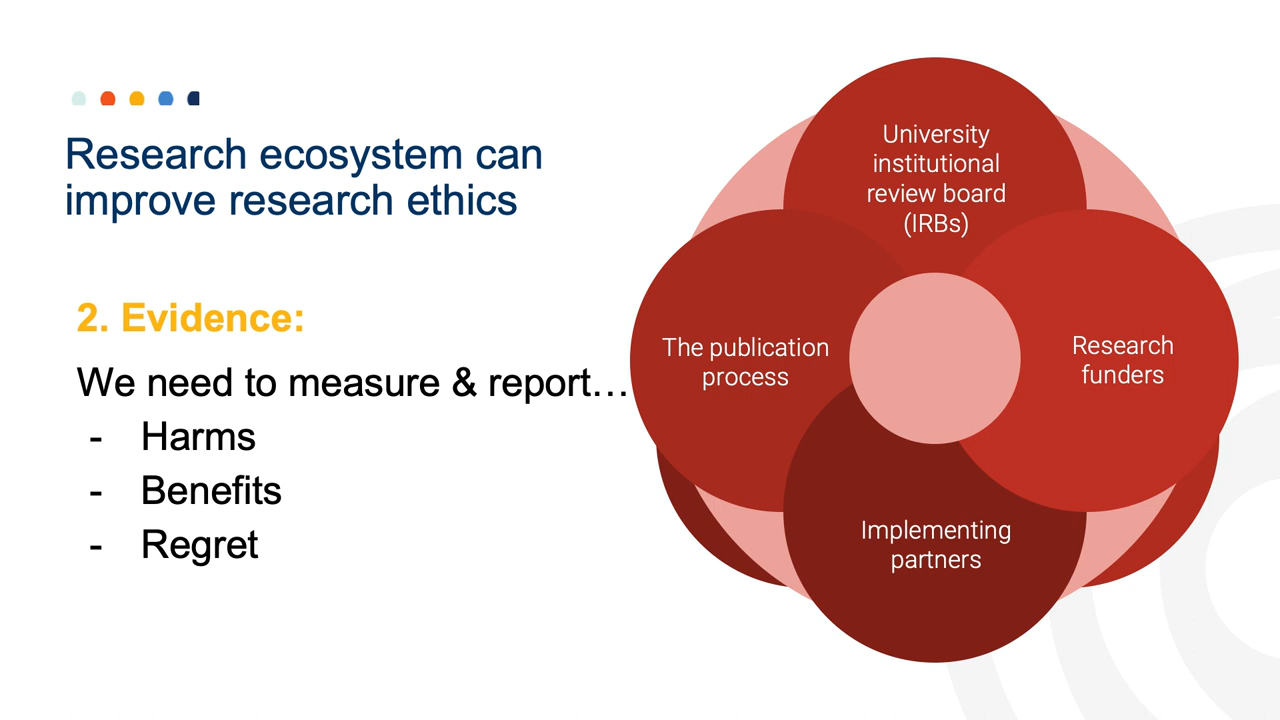 Research ecosystem can
improve research ethics
2. Evidence:
We need to measure & report…
- Harms
- Benefits
- Regret
University
institutional
review board
(IRBs)
The publication
process
Research
funders
Implementing
partners